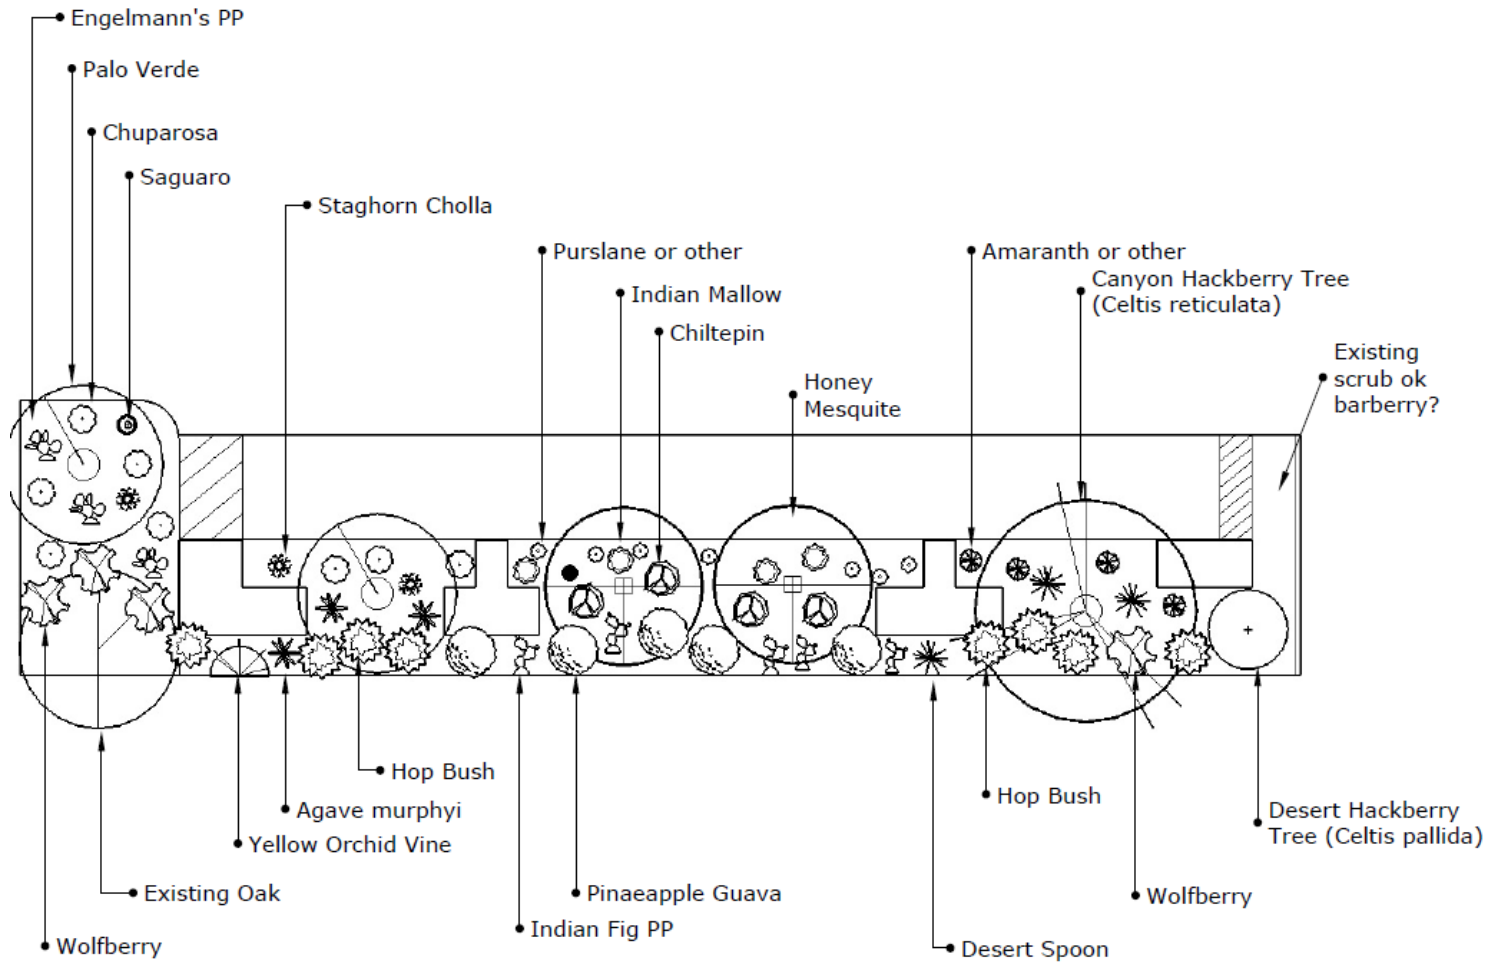 Engelmann's PP
Palo Verde
Chuparosa
Saguaro
Staghorn Cholla
Purslane or other
Amaranth or other
Indian Mallow
Canyon Hackberry Tree
(Celtis reticulata)
Chiltepin
Existing
scrub ok
barberry?
Honey
Mesquite
Hop Bush
Agave murphyi
Hop Bush
Desert Hackberry
Tree (Celtis pallida)
Yellow Orchid Vine
Existing Oak
Pinaeapple Guava
Wolfberry
Indian Fig PP
Wolfberry
Desert Spoon